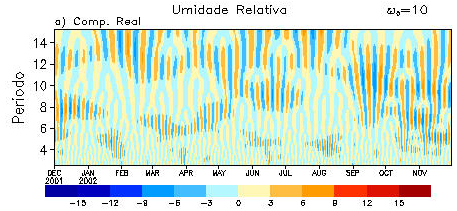 Umidade Relativa ω₀=10
a) Comp. Real
Período
14
12
10
8
6
4
DEC JAN FEB MAR APR MAY JUN JUL AUG SEP OCT NOV
2001 2002
-15 -12 -9 -6 -3 0 3 6 9 12 15